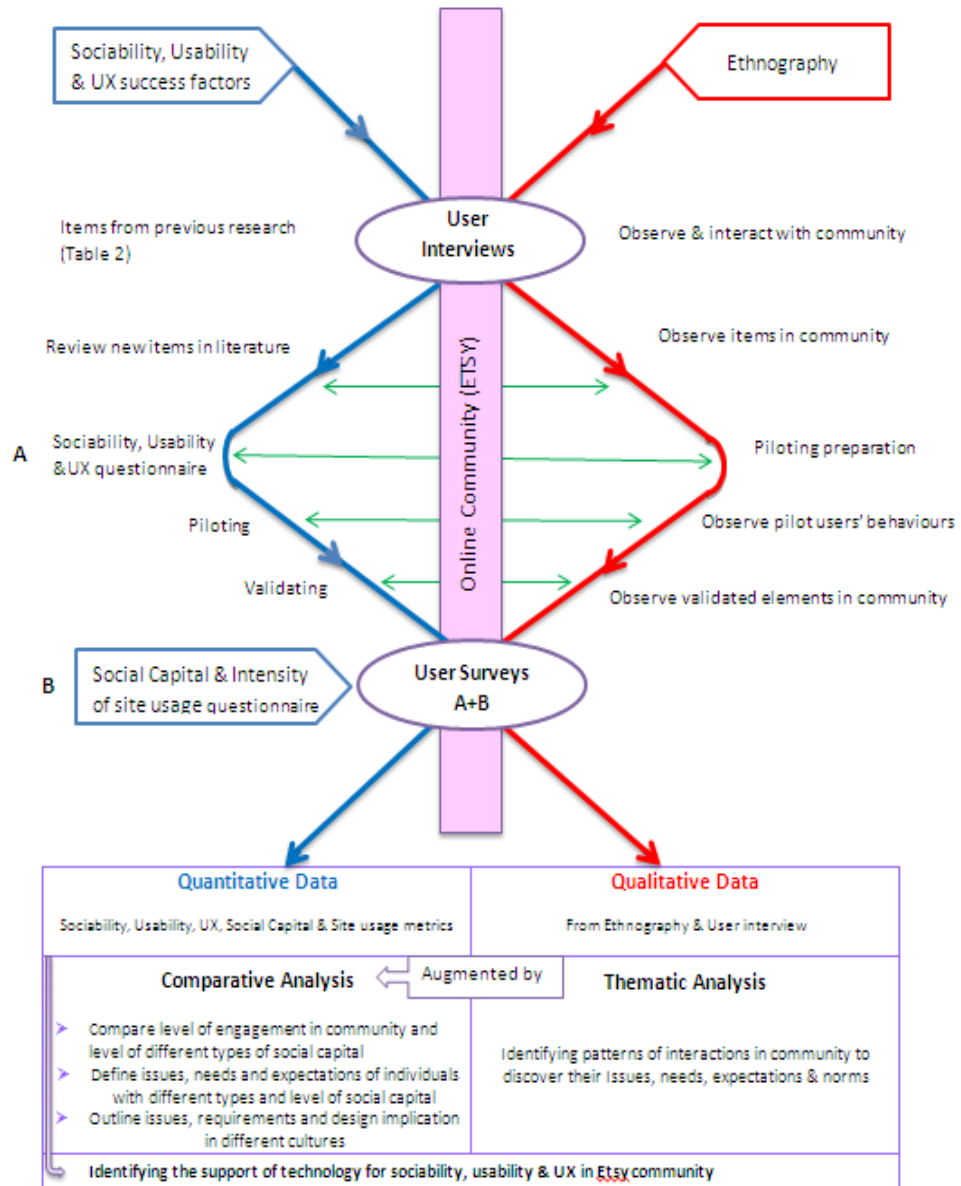 Sociability, Usability
& UX success factors
Ethnography
User
Interviews
Items from previous research
(Table 2)
Observe & interact with community
Review new items in literature
Observe items in community
Online Community (ETSY)
A
Sociability, Usability
&UX questionnaire
Piloting preparation
Piloting
Observe pilot users' behaviours
Validating
Observe validated elements in community
B
Social Capital & Intensity
of site usage questionnaire
User Surveys
A+B
Quantitative Data
Qualitative Data
Sociability, Usability, UX, Social Capital & Site usage metrics
From Ethnography & User interview
Comparative Analysis
Augmented by
Thematic Analysis
Compare level of engagement in community and
level of different types of social capital
Define issues, needs and expectations of individuals
with different types and level of social capital
Outline issues, requirements and design implication
in different cultures
Identifying patterns of interactions in community to
discover their Issues, needs, expectations & norms
Identifying the support of technology for sociability, usability & UX in Etsy community